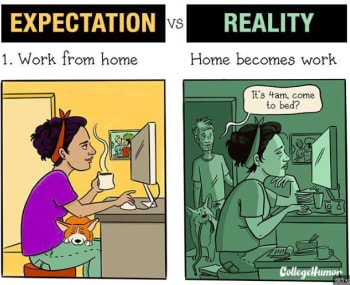 EXPECTATION VS REALITY
1. Work from home
Home becomes work
It's 4am, come
to bed?
CollegeHumor